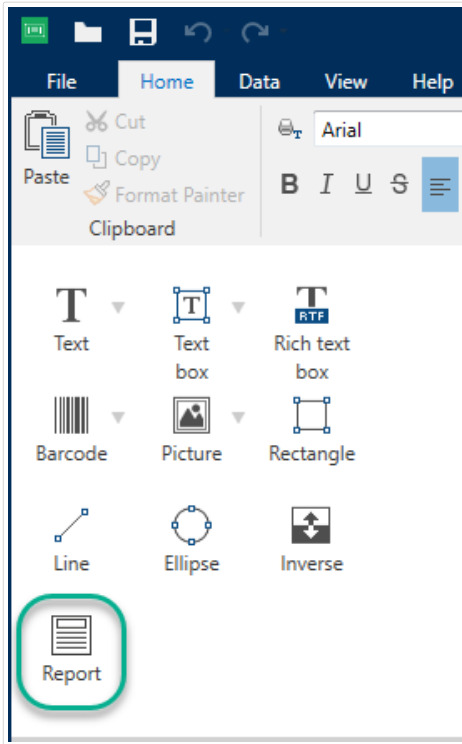 File Home Data View Help
Cut
Arial
Copy
Paste
Format Painter
B I U S
Clipboard
T T T
RTF
Text Text Rich text
box box
Barcode Picture Rectangle
Line Ellipse Inverse
Report